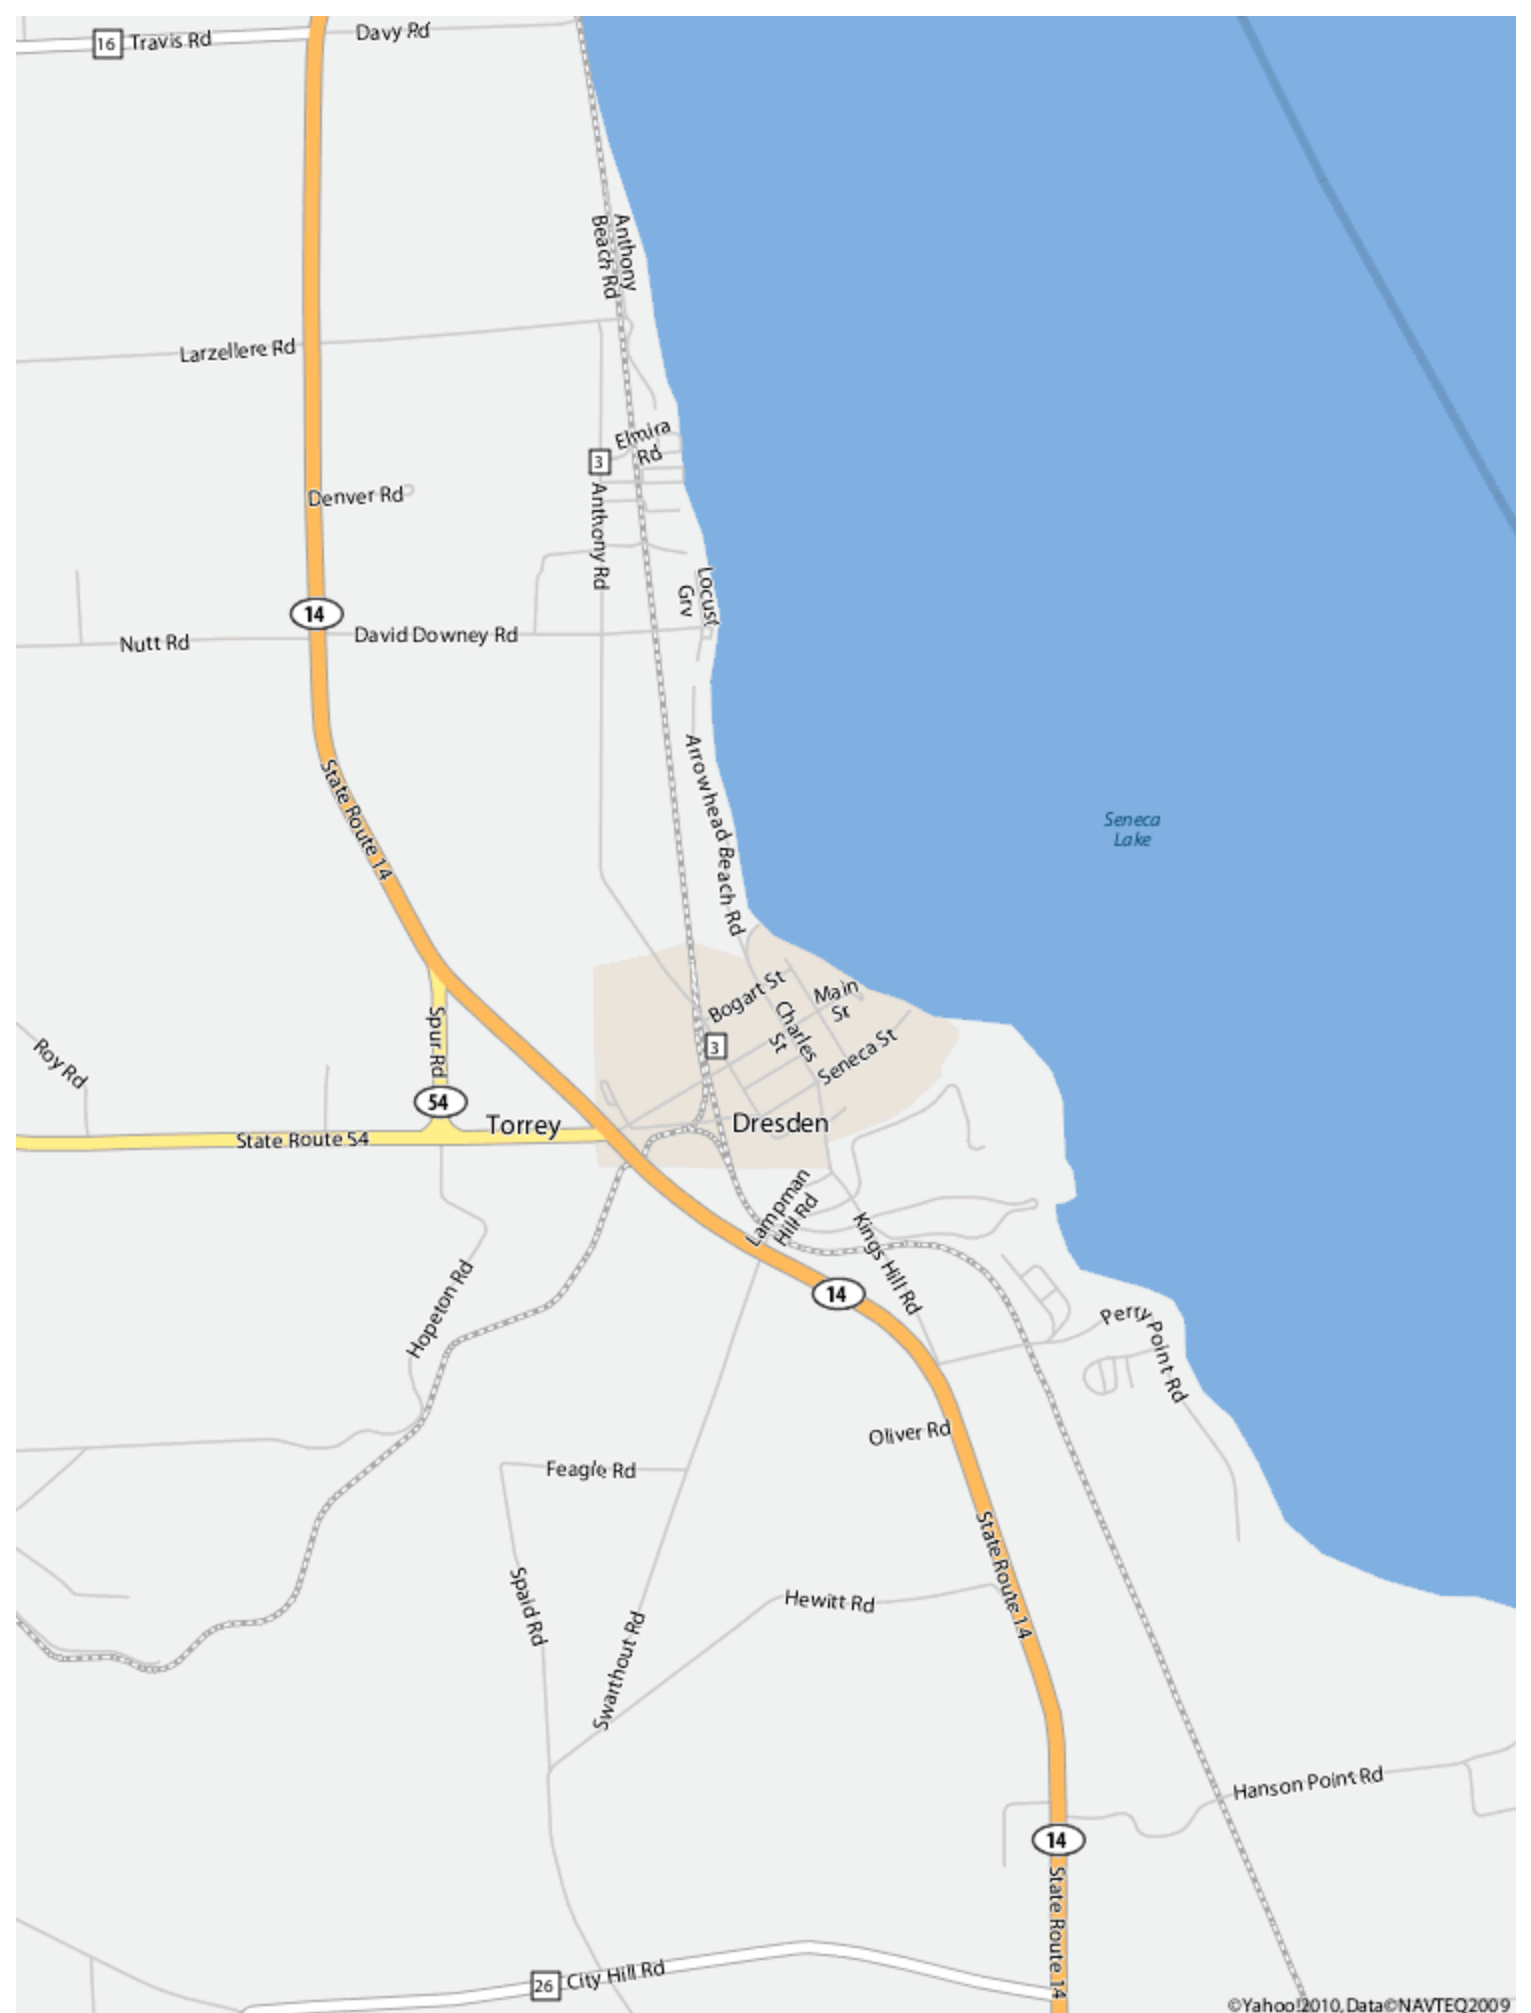 16 Travis Rd
Davy Rd
Anthony
Beach Rd
Larzellere Rd
Elmira
Rd
3
Denver Rd
Anthony Rd
Locust
Grv
14
Nutt Rd
David Downey Rd
State Route 14
Arrowhead Beach Rd
Seneca
Lake
Bogart St
Main
St
Charles
St
Spur Rd
3
Seneca St
Roy Rd
54
Torrey
Dresden
State Route 54
Lampman
Hill Rd
Kings Hill Rd
Hopeton Rd
14
Perry Point Rd
Oliver Rd
Feagle Rd
State Route 14
Spaid Rd
Hewitt Rd
Swarthout Rd
Hanson Point Rd
14
State Route 14
26 City Hill Rd
©Yahoo!2010, Data©NAVTEQ2009